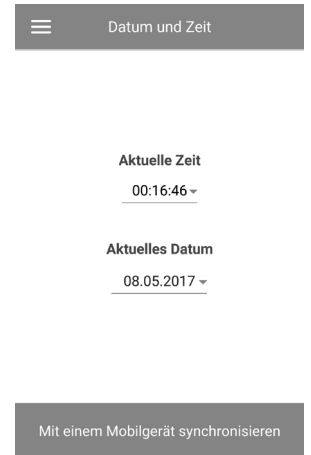 Datum und Zeit
Aktuelle Zeit
00:16:46
Aktuelles Datum
08.05.2017
Mit einem Mobilgerät synchronisieren